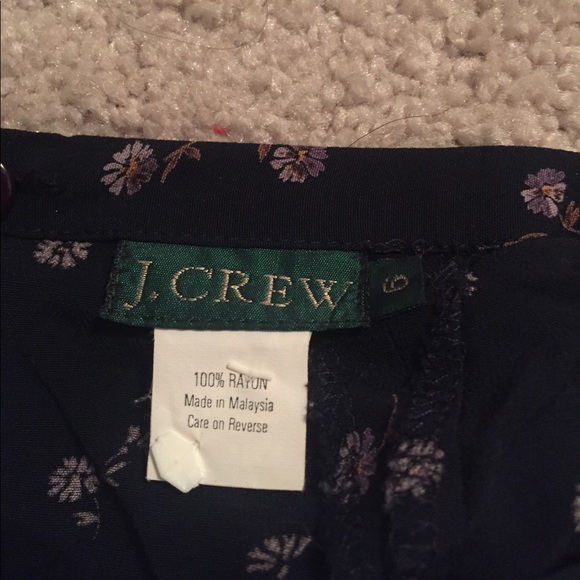 J.CREW
6
100% RAYON
Made in Malaysia
Care on Reverse